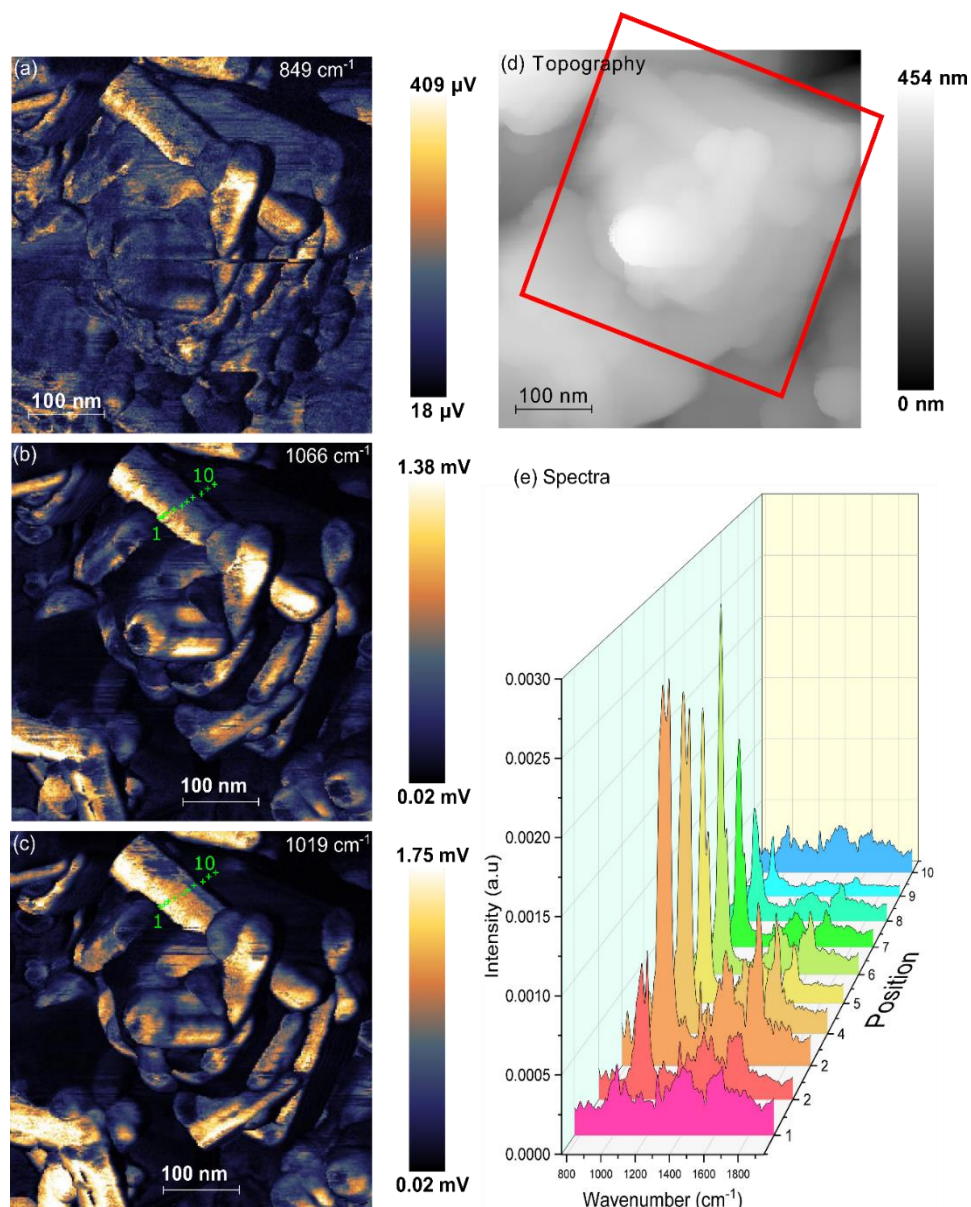 (a)
849 cm-1
409 µV
18 µV
100 nm
(d) Topography
454 nm
0 nm
100 nm
(b)
1066 cm-1
10
1
1.38 mV
0.02 mV
100 nm
(c)
1019 cm-1
10
1
1.75 mV
0.02 mV
100 nm
(e) Spectra
0.0030
0.0025
0.0020
0.0015
0.0010
0.0005
0.0000
Intensity (a.u)
800 1000 1200 1400 1600 1800
Wavenumber (cm-1)
10
9
8
7
6
5
4
2
2
1
Position